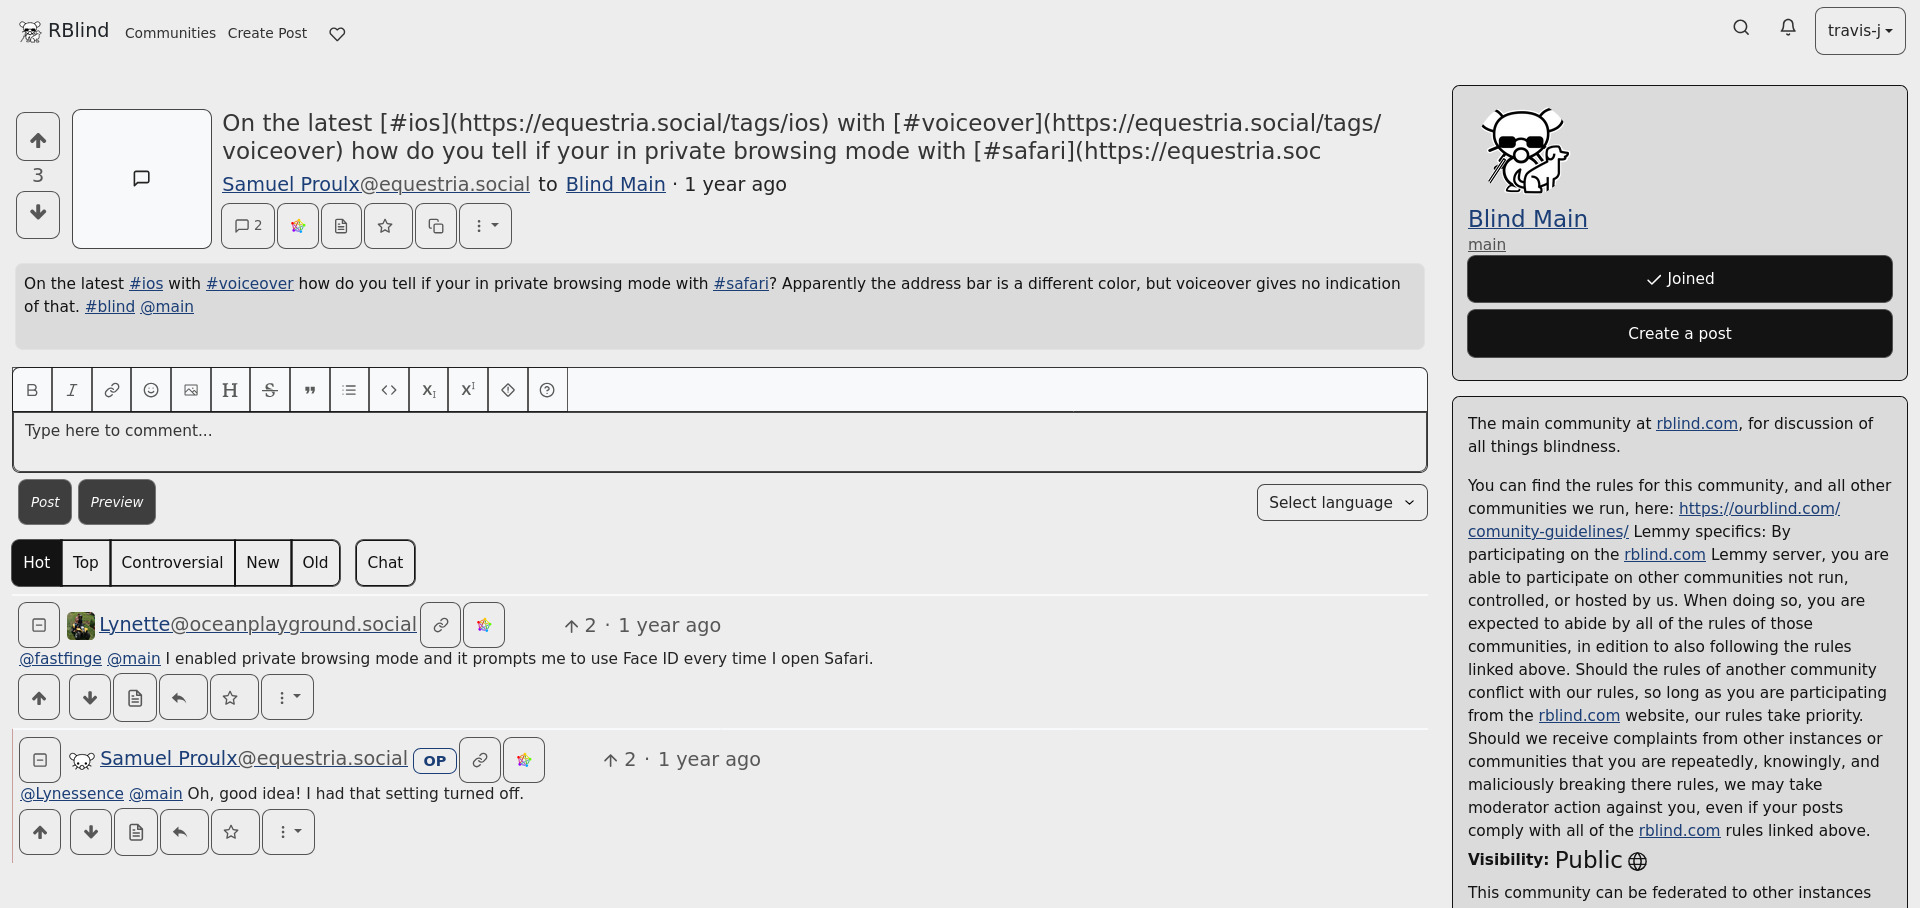 RBlind Communities Create Post travis-j
On the latest [#ios](https://equestria.social/tags/ios) with [#voiceover](https://equestria.social/tags/
voiceover) how do you tell if your in private browsing mode with [#safari](https://equestria.soc
3
Samuel Proulx@equestria.social to Blind Main · 1 year ago
2
On the latest #ios with #voiceover how do you tell if your in private browsing mode with #safari? Apparently the address bar is a different color, but voiceover gives no indication
of that. #blind @main
Type here to comment...
Post Preview Select language
Hot Top Controversial New Old Chat
Lynette@oceanplayground.social 2 · 1 year ago
@fastfinge @main I enabled private browsing mode and it prompts me to use Face ID every time I open Safari.
Samuel Proulx@equestria.social OP 2 · 1 year ago
@Lynessence @main Oh, good idea! I had that setting turned off.
Blind Main
main
Joined
Create a post
The main community at rblind.com, for discussion of
all things blindness.
You can find the rules for this community, and all other
communities we run, here: https://ourblind.com/
comunity-guidelines/ Lemmy specifics: By
participating on the rblind.com Lemmy server, you are
able to participate on other communities not run,
controlled, or hosted by us. When doing so, you are
expected to abide by all of the rules of those
communities, in edition to also following the rules
linked above. Should the rules of another community
conflict with our rules, so long as you are participating
from the rblind.com website, our rules take priority.
Should we receive complaints from other instances or
communities that you are repeatedly, knowingly, and
maliciously breaking there rules, we may take
moderator action against you, even if your posts
comply with all of the rblind.com rules linked above.
Visibility: Public
This community can be federated to other instances